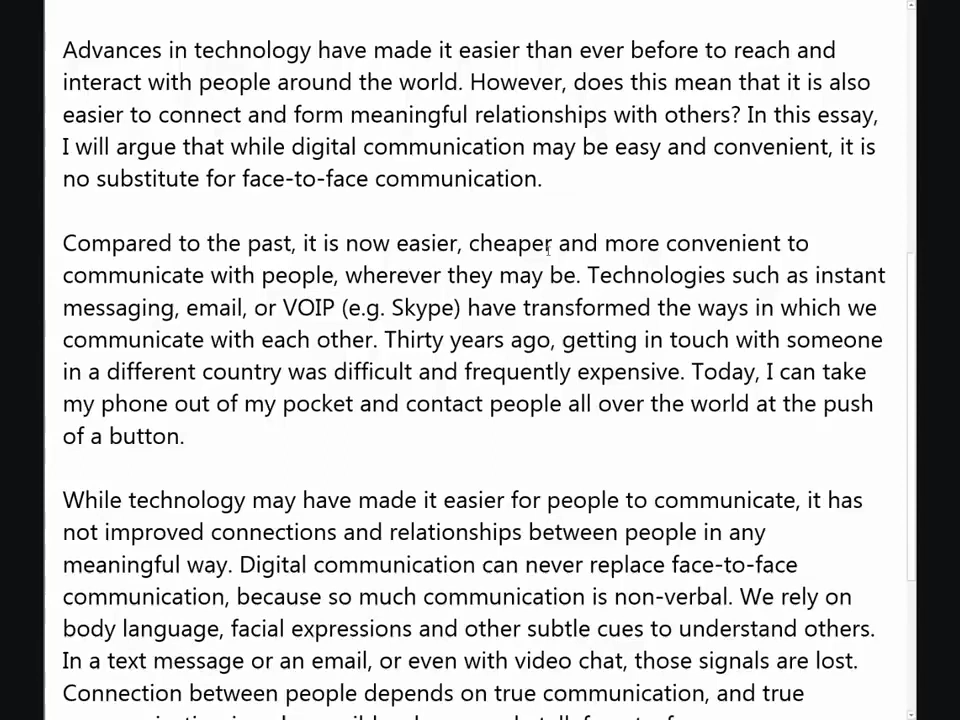 Advances in technology have made it easier than ever before to reach and
interact with people around the world. However, does this mean that it is also
easier to connect and form meaningful relationships with others? In this essay,
I will argue that while digital communication may be easy and convenient, it is
no substitute for face-to-face communication.
Compared to the past, it is now easier, cheaper and more convenient to
communicate with people, wherever they may be. Technologies such as instant
messaging, email, or VOIP (e.g. Skype) have transformed the ways in which we
communicate with each other. Thirty years ago, getting in touch with someone
in a different country was difficult and frequently expensive. Today, I can take
my phone out of my pocket and contact people all over the world at the push
of a button.
While technology may have made it easier for people to communicate, it has
not improved connections and relationships between people in any
meaningful way. Digital communication can never replace face-to-face
communication, because so much communication is non-verbal. We rely on
body language, facial expressions and other subtle cues to understand others.
In a text message or an email, or even with video chat, those signals are lost.
Connection between people depends on true communication, and true